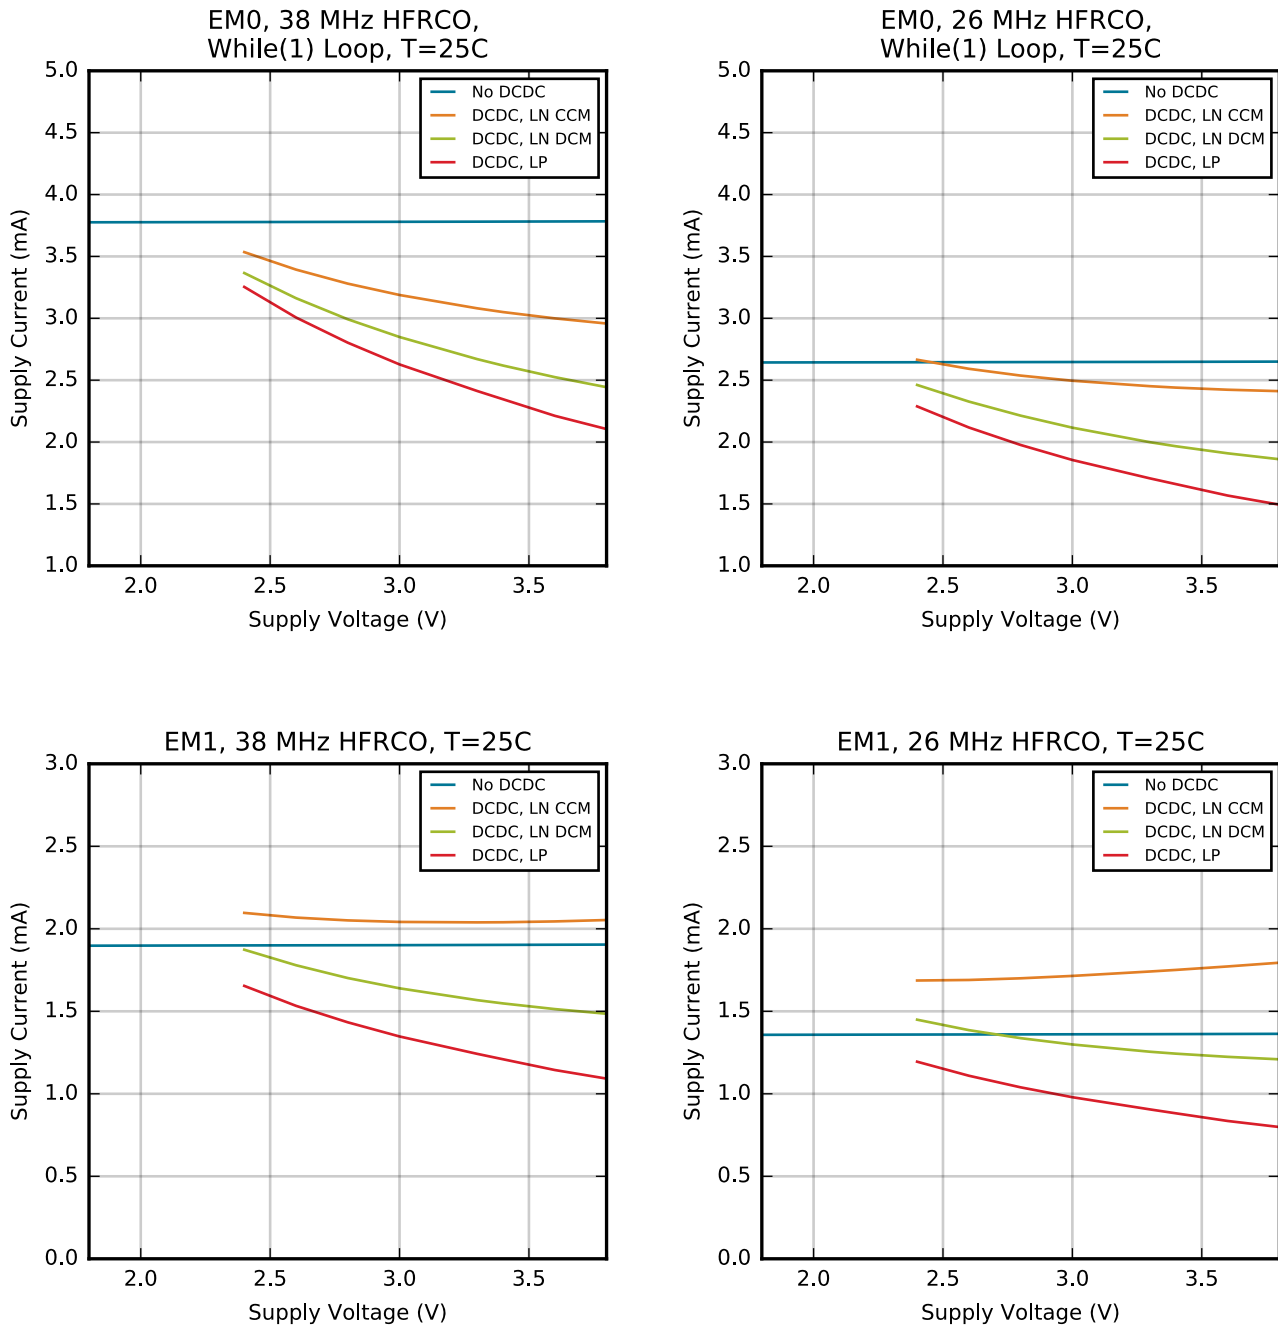 EM0, 38 MHz HFRCO,
While(1) Loop, T=25C
5.0
4.5
4.0
3.5
3.0
2.5
2.0
1.5
1.0
Supply Current (mA)
No DCDC
DCDC, LN CCM
DCDC, LN DCM
DCDC, LP
2.0
2.5
3.0
3.5
Supply Voltage (V)
EM0, 26 MHz HFRCO,
While(1) Loop, T=25C
5.0
4.5
4.0
3.5
3.0
2.5
2.0
1.5
1.0
Supply Current (mA)
No DCDC
DCDC, LN CCM
DCDC, LN DCM
DCDC, LP
2.0
2.5
3.0
3.5
Supply Voltage (V)
EM1, 38 MHz HFRCO, T=25C
3.0
2.5
2.0
1.5
1.0
0.5
0.0
Supply Current (mA)
No DCDC
DCDC, LN CCM
DCDC, LN DCM
DCDC, LP
2.0
2.5
3.0
3.5
Supply Voltage (V)
EM1, 26 MHz HFRCO, T=25C
3.0
2.5
2.0
1.5
1.0
0.5
0.0
Supply Current (mA)
No DCDC
DCDC, LN CCM
DCDC, LN DCM
DCDC, LP
2.0
2.5
3.0
3.5
Supply Voltage (V)